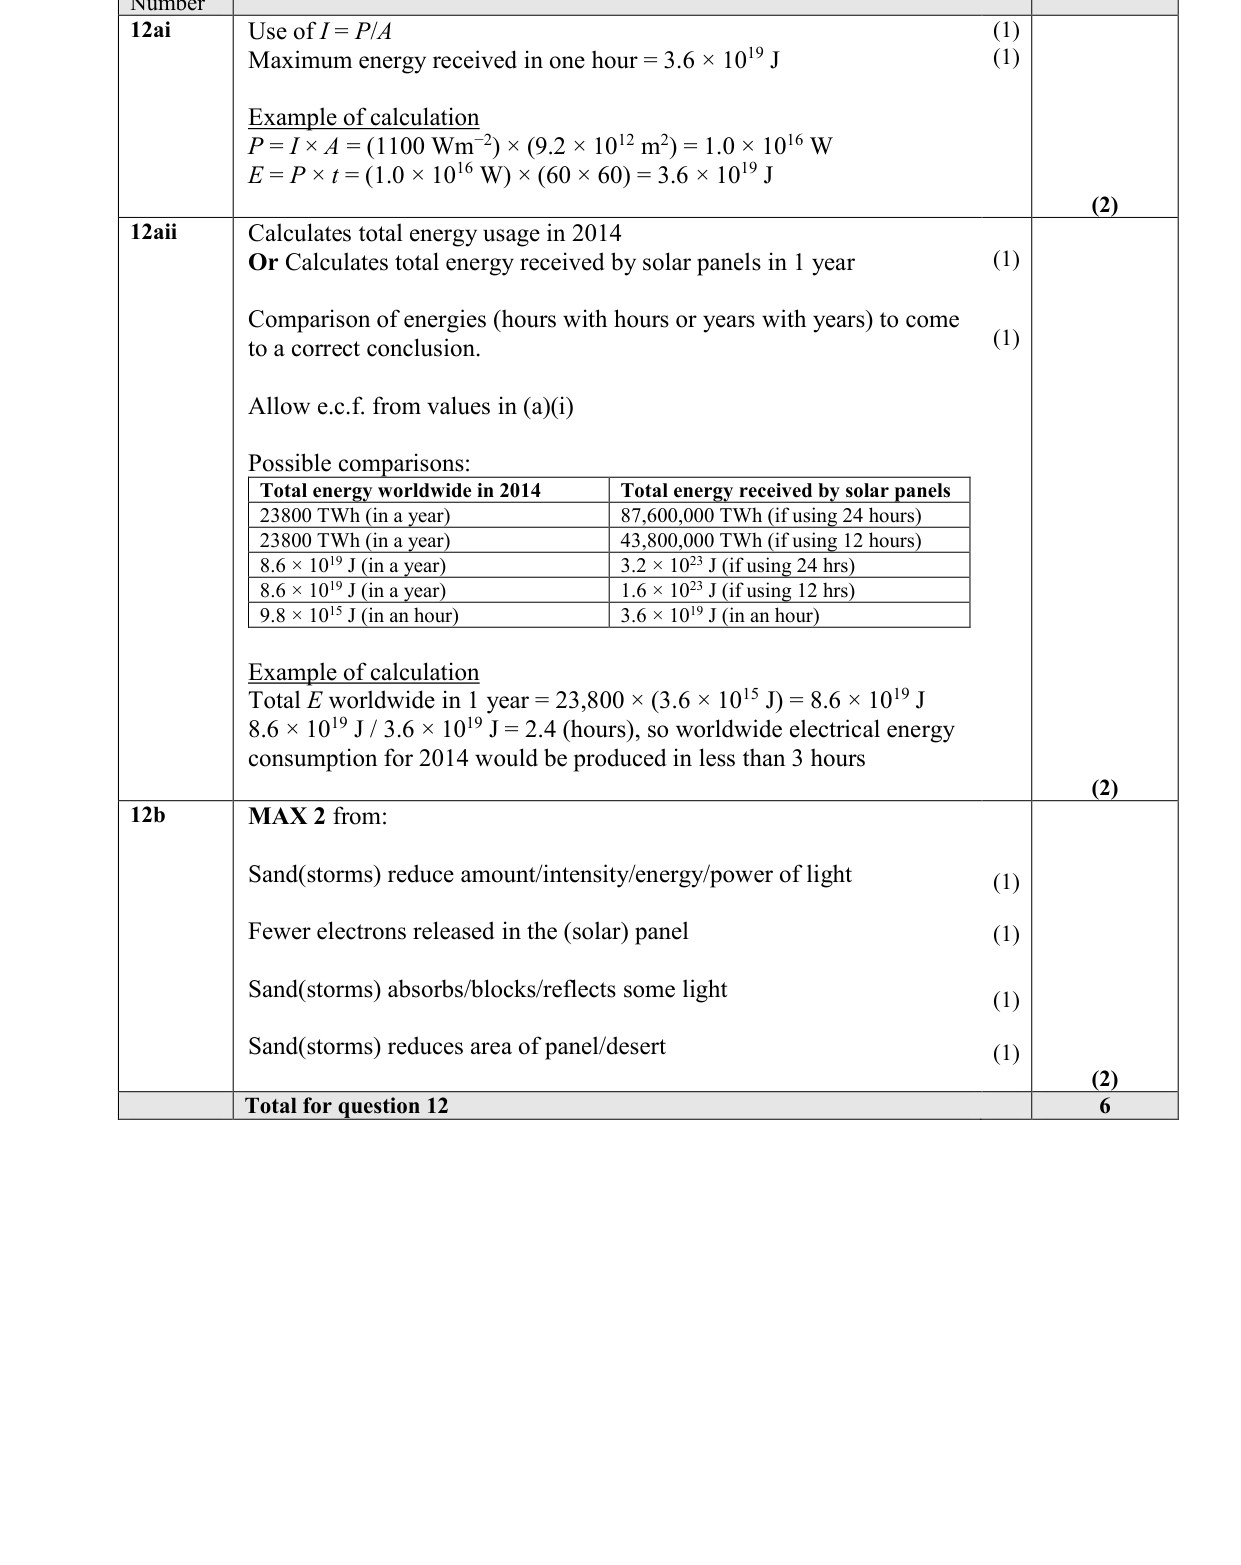 Number
12ai Use of I = P/A (1)
Maximum energy received in one hour = 3.6 × 10¹⁹ J (1)
Example of calculation
P = I × A = (1100 Wm⁻²) × (9.2 × 10¹² m²) = 1.0 × 10¹⁶ W
E = P × t = (1.0 × 10¹⁶ W) × (60 × 60) = 3.6 × 10¹⁹ J
(2)
12aii Calculates total energy usage in 2014
Or Calculates total energy received by solar panels in 1 year (1)
Comparison of energies (hours with hours or years with years) to come
to a correct conclusion. (1)
Allow e.c.f. from values in (a)(i)
Possible comparisons:
Total energy worldwide in 2014 Total energy received by solar panels
23800 TWh (in a year) 87,600,000 TWh (if using 24 hours)
23800 TWh (in a year) 43,800,000 TWh (if using 12 hours)
8.6 × 10¹⁹ J (in a year) 3.2 × 10²³ J (if using 24 hrs)
8.6 × 10¹⁹ J (in a year) 1.6 × 10²³ J (if using 12 hrs)
9.8 × 10¹⁵ J (in an hour) 3.6 × 10¹⁹ J (in an hour)
Example of calculation
Total E worldwide in 1 year = 23,800 × (3.6 × 10¹⁵ J) = 8.6 × 10¹⁹ J
8.6 × 10¹⁹ J / 3.6 × 10¹⁹ J = 2.4 (hours), so worldwide electrical energy
consumption for 2014 would be produced in less than 3 hours
(2)
12b MAX 2 from:
Sand(storms) reduce amount/intensity/energy/power of light (1)
Fewer electrons released in the (solar) panel (1)
Sand(storms) absorbs/blocks/reflects some light (1)
Sand(storms) reduces area of panel/desert (1)
(2)
Total for question 12 6